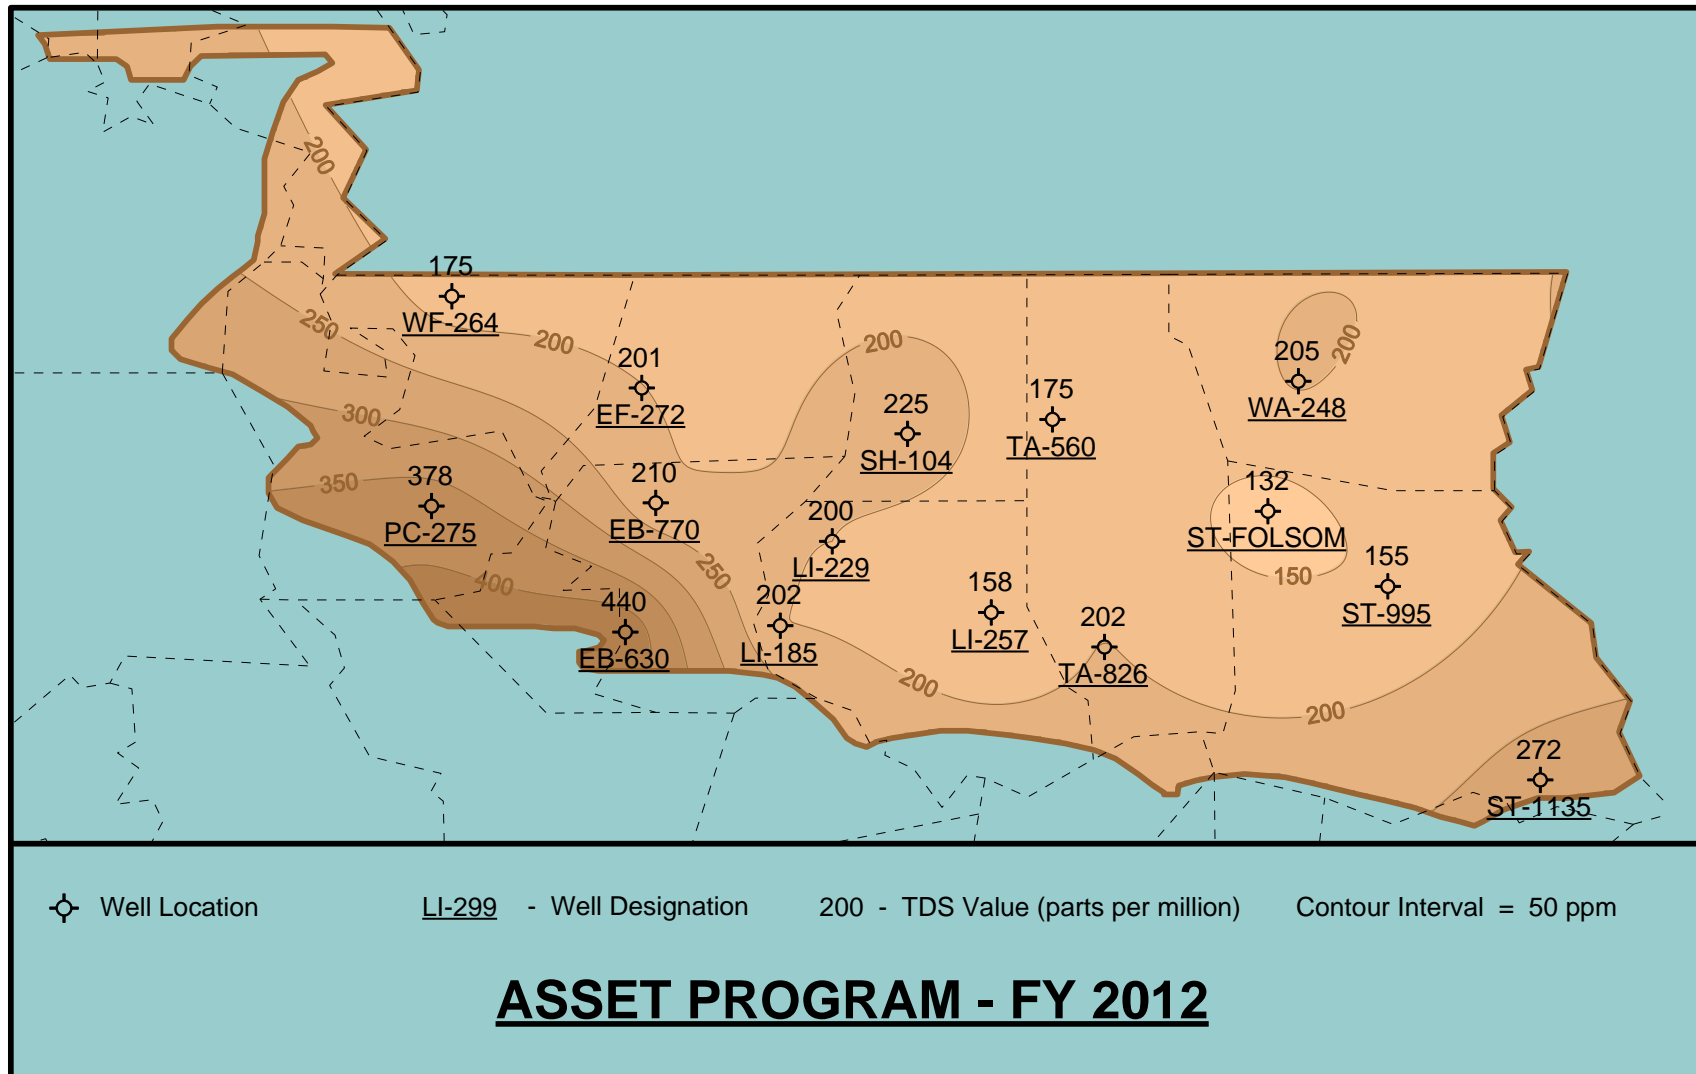 200
175
WF-264
250
200
200
200
201
EF-272
205
WA-248
300
225
SH-104
175
TA-560
350
378
PC-275
210
EB-770
200
LI-229
132
ST-FOLSOM
150
155
ST-995
400
250
440
EB-630
202
LI-185
158
LI-257
202
TA-826
200
200
272
ST-1135
Well Location LI-299 - Well Designation 200 - TDS Value (parts per million) Contour Interval = 50 ppm
ASSET PROGRAM - FY 2012